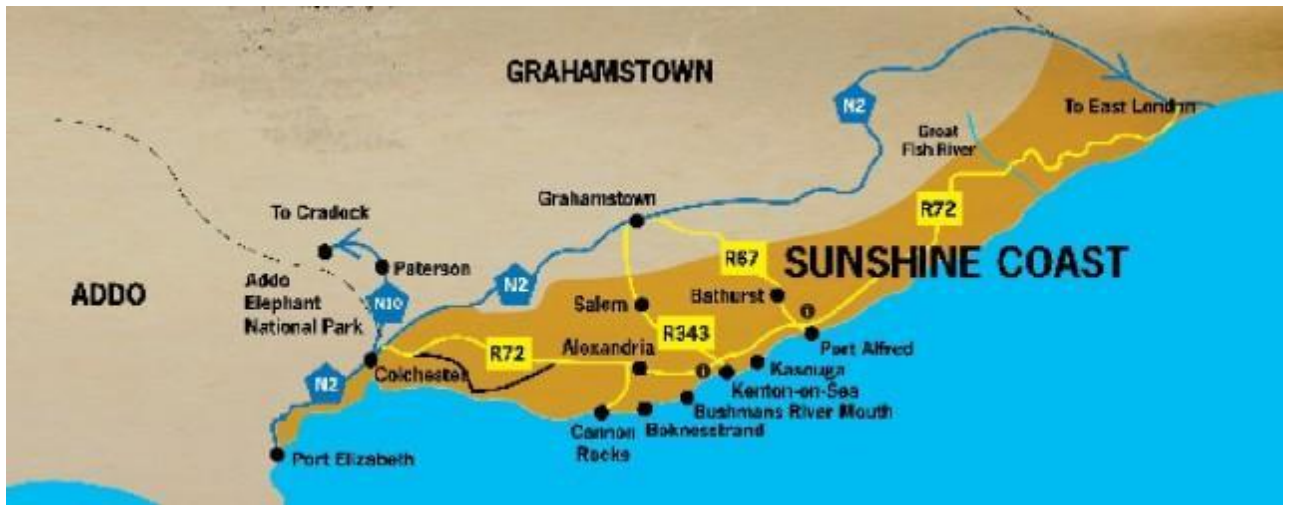 GRAHAMSTOWN
N2
To East London
Great
Fish River
Grahamstown
R72
To Cradock
R67
SUNSHINE COAST
Paterson
Addo
Elephant
National Park
ADDO
N10
N2
Salem
Bathurst
R343
Port Alfred
R72
Alexandria
Kasouga
Colchester
Kenton-on-Sea
N2
Bushmans River Mouth
Boknesstrand
Cannon
Rocks
Port Elizabeth